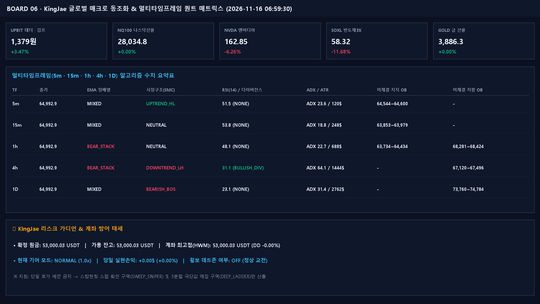 BOARD 06 · KingJae 글로벌 매크로 동조화 & 멀티타임프레임 퀀트 매트릭스 (2026-11-16 06:59:30)
UPBIT 테더 · 김프
1,379원
+3.47%
NQ100 나스닥선물
28,034.8
+0.00%
NVDA 엔비디아
162.85
-6.26%
SOXL 반도체3X
58.32
-11.68%
GOLD 금 선물
3,886.3
+0.00%
멀티타임프레임(5m · 15m · 1h · 4h · 1D) 알고리즘 수치 요약표
TF 종가 EMA 정배열 시장구조(SMC) RSI(14) / 다이버전스 ADX / ATR 미체결 지지 OB 미체결 저항 OB
5m 64,992.9 MIXED UPTREND_HL 51.5 (NONE) ADX 23.6 / 120$ 64,544~64,600 -
15m 64,992.9 MIXED NEUTRAL 53.8 (NONE) ADX 18.8 / 248$ 63,853~63,979 -
1h 64,992.9 BEAR_STACK NEUTRAL 48.1 (NONE) ADX 22.7 / 688$ 63,734~64,434 68,281~68,424
4h 64,992.9 BEAR_STACK DOWNTREND_LH 31.1 (BULLISH_DIV) ADX 64.1 / 1444$ - 67,120~67,496
1D 64,992.9 MIXED BEARISH_BOS 23.1 (NONE) ADX 31.4 / 2762$ - 73,760~74,784
KingJae 리스크 가디언 & 계좌 방어 태세
• 확정 원금: 53,000.03 USDT | 가용 잔고: 53,000.03 USDT | 계좌 최고점(HWM): 53,000.03 USDT (DD -0.00%)
• 현재 기어 모드: NORMAL (1.0x) | 당일 실현손익: +0.00$ (+0.00%) | 킬포 데드존 여부: OFF (정상 교전)